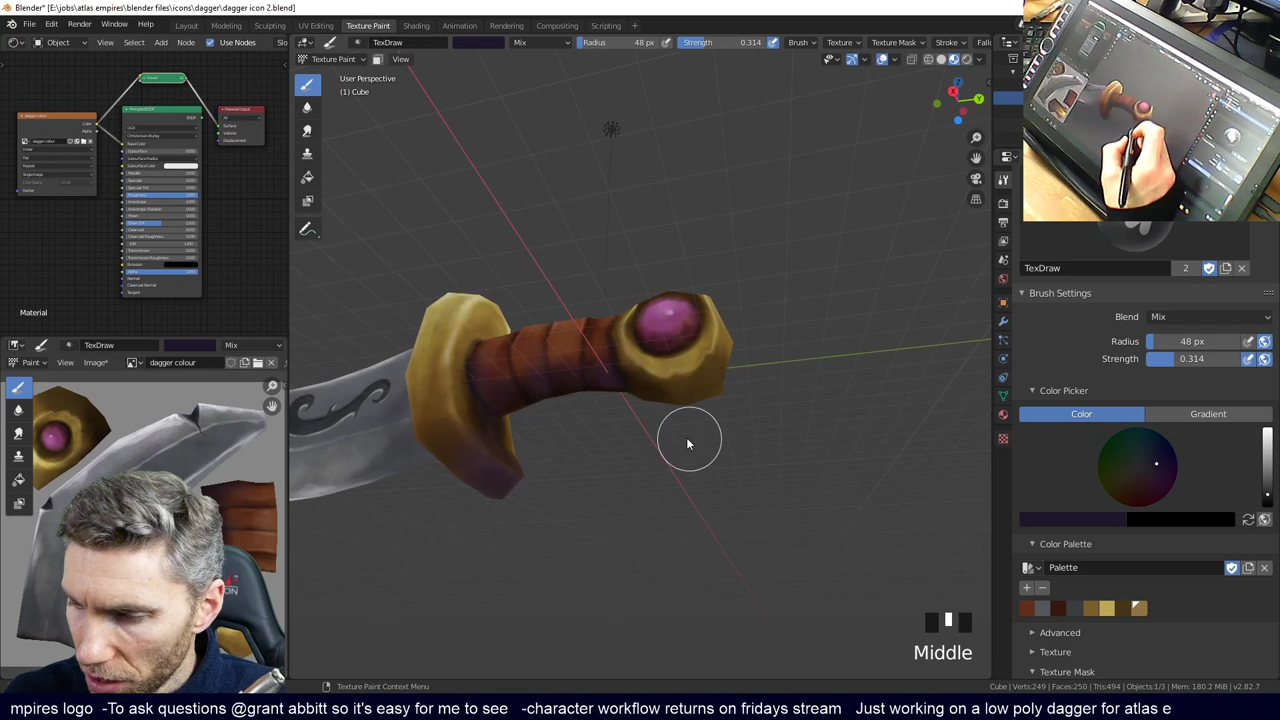 Blender* [E:\jobs\atlas empires\blender files\icons\dagger\dagger icon 2.blend]
File Edit Render Window Help Layout Modeling Sculpting UV Editing Texture Paint Shading Animation Rendering Compositing Scripting
Object View Select Add Node Use Nodes Slo
TexDraw Mix Radius 48 px Strength 0.314 Brush Texture Texture Mask Stroke Fallo
Texture Paint View
User Perspective
(1) Cube
Material
TexDraw Mix
Paint View Image* dagger colour
TexDraw 2
Brush Settings
Blend Mix
Radius 48 px
Strength 0.314
Color Picker
Color Gradient
Color Palette
Palette
Advanced
Texture
Texture Mask
Middle
Texture Paint Context Menu
Cube | Verts:249 | Faces:250 | Tris:494 | Objects:1/3 | Mem: 180.2 MiB | v2.82.7
mpires logo -To ask questions @grant abbitt so it's easy for me to see -character workflow returns on fridays stream Just working on a low poly dagger for atlas e